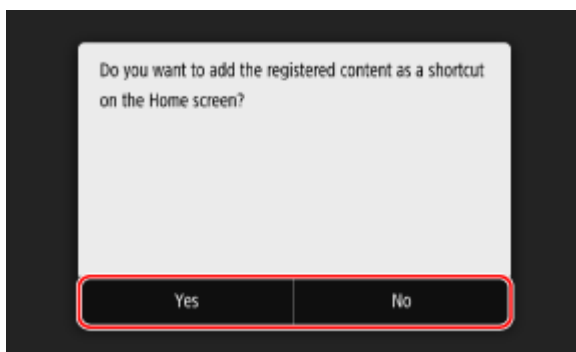 Do you want to add the registered content as a shortcut
on the Home screen?
Yes No